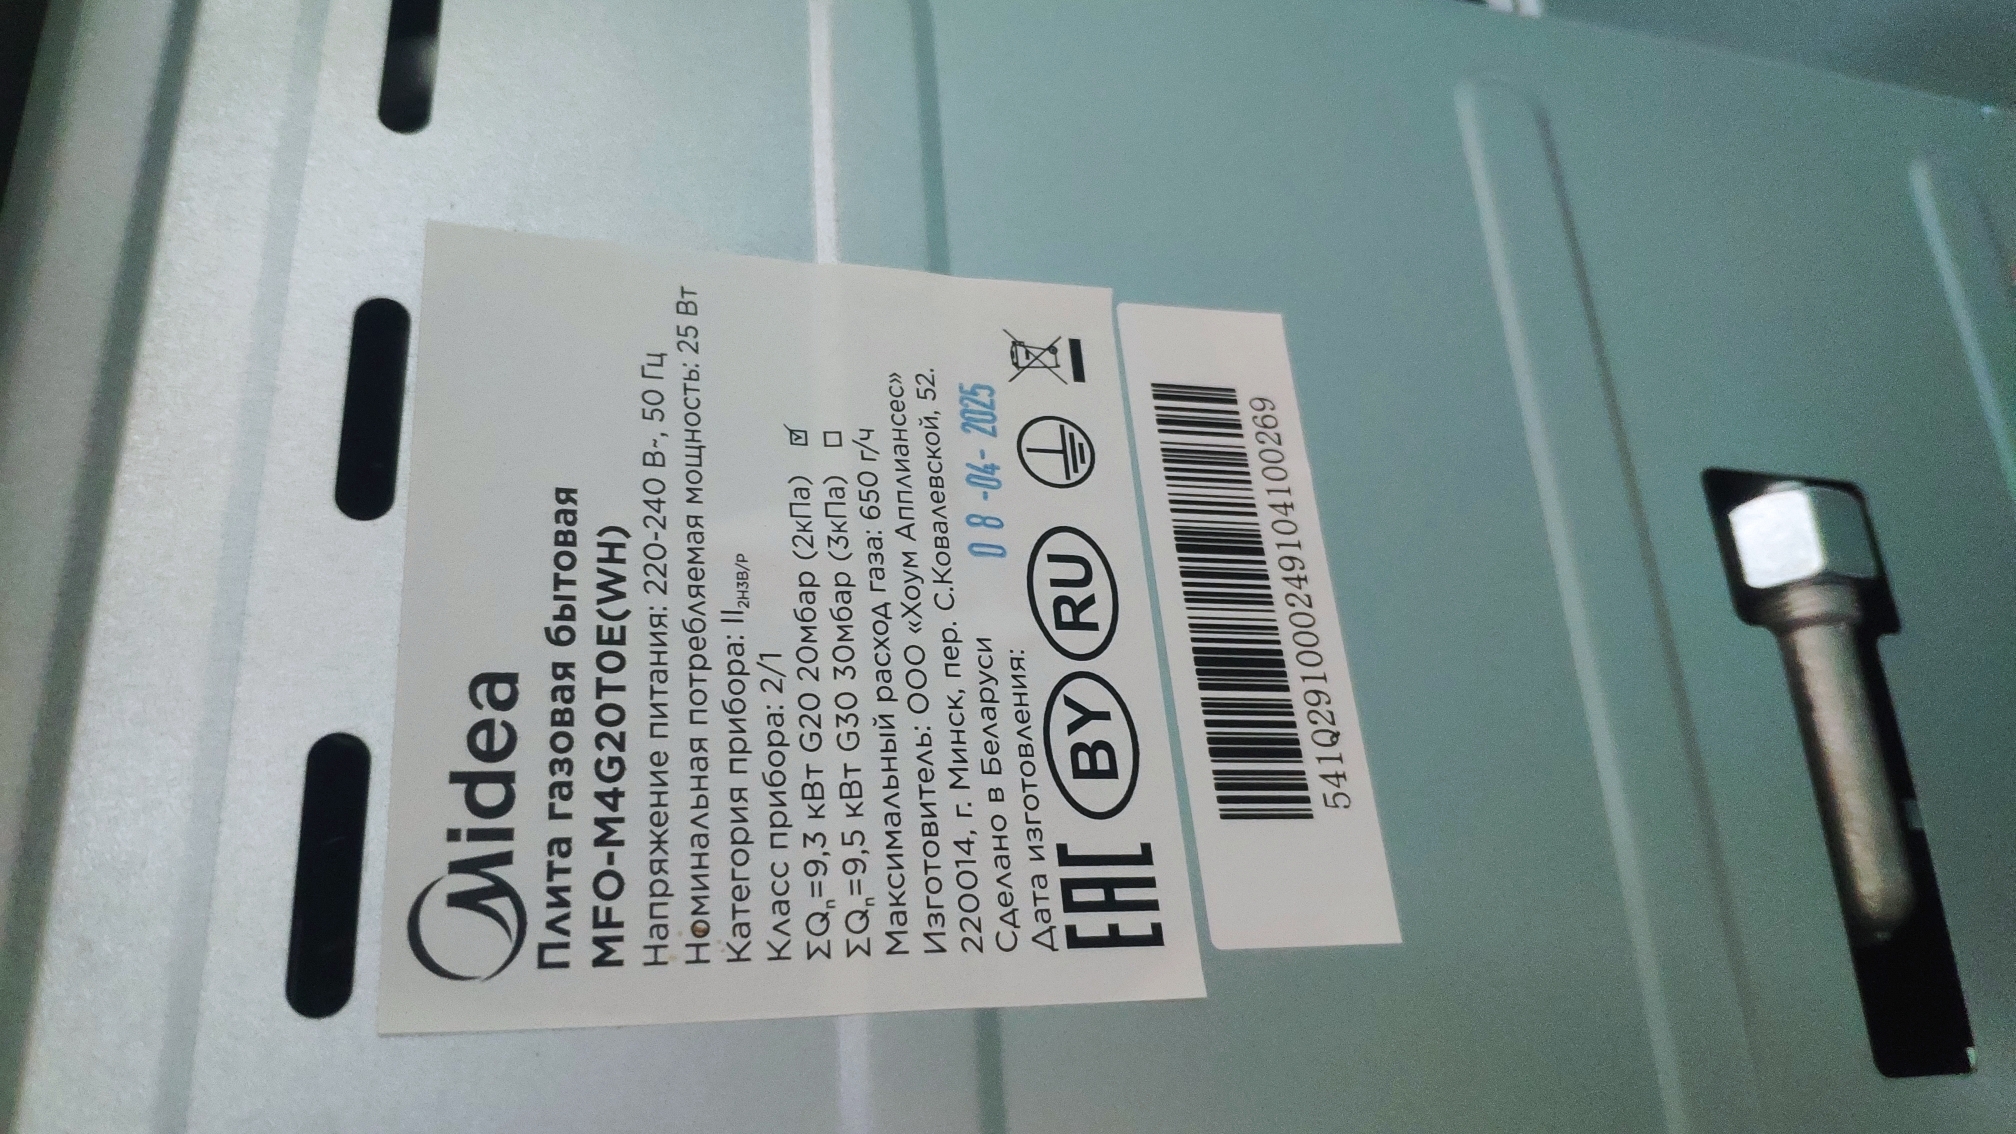 Midea
Плита газовая бытовая
MFO-M4G20T0E(WH)
Напряжение питания: 220-240 В~, 50 Гц
Номинальная потребляемая мощность: 25 Вт
Категория прибора: II2H3B/P
Класс прибора: 2/1
ΣQn=9,3 кВт G20 20мбар (2кПа) ☑
ΣQn=9,5 кВт G30 30мбар (3кПа) ☐
Максимальный расход газа: 650 г/ч
Изготовитель: ООО «Хоум Апплиансес»
220014, г. Минск, пер. С.Ковалевской, 52.
Сделано в Беларуси
Дата изготовления: 08-04-2025
EAC BY RU
541Q291000249104100269